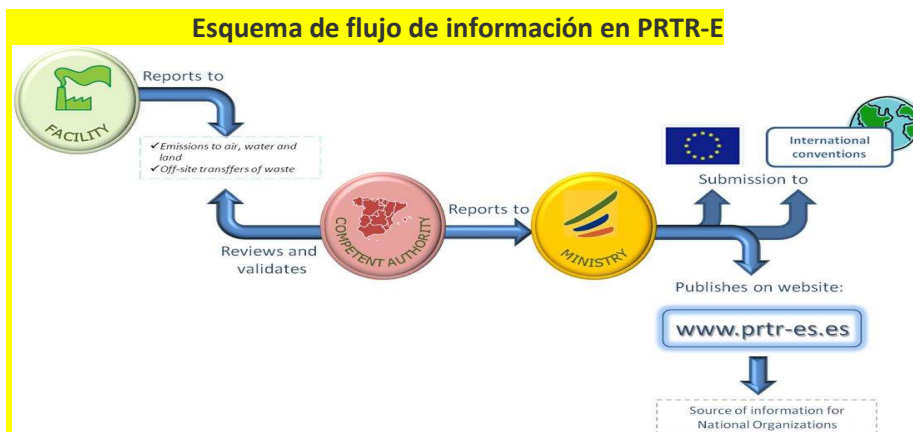 Esquema de flujo de información en PRTR-E
Reports to
FACILITY
✓Emissions to air, water and
land
✓Off-site transffers of waste
International
conventions
Submission to
COMPETENT AUTHORITY
Reports to
MINISTRY
Reviews and
validates
Publishes on website:
www.prtr-es.es
Source of information for
National Organizations